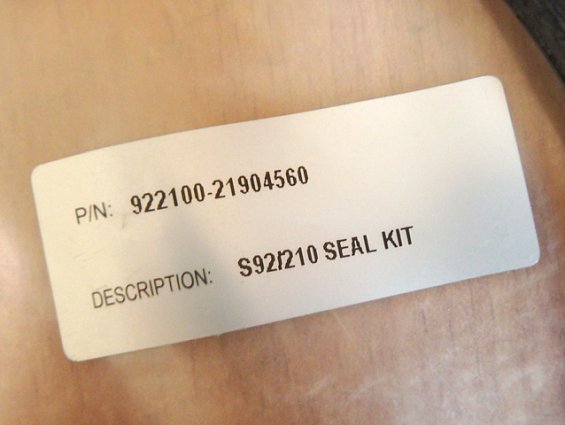 P/N: 922100-21904560
DESCRIPTION: S92/210 SEAL KIT